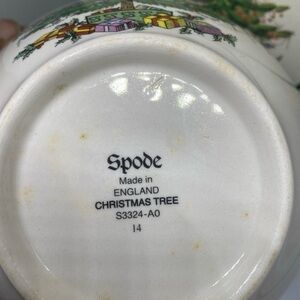 Spode
Made in
ENGLAND
CHRISTMAS TREE
S3324-A0
14